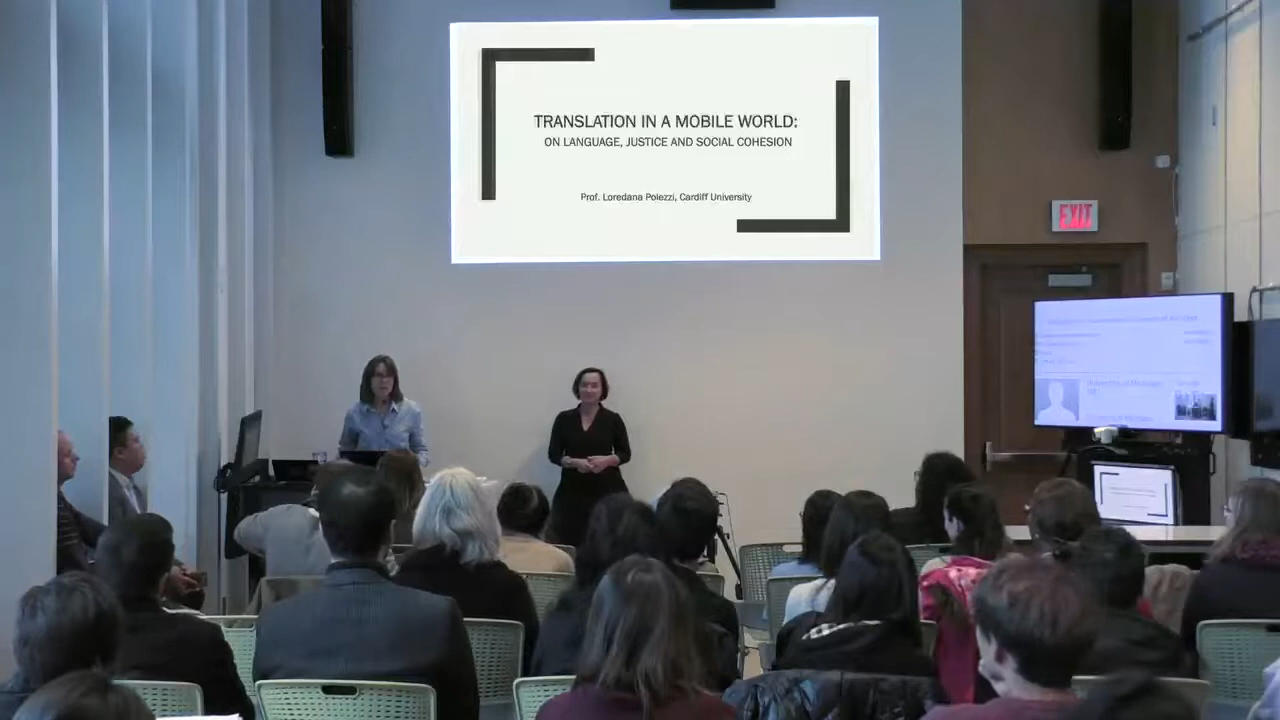 TRANSLATION IN A MOBILE WORLD:
ON LANGUAGE, JUSTICE AND SOCIAL COHESION
Prof. Loredana Polezzi, Cardiff University
EXIT